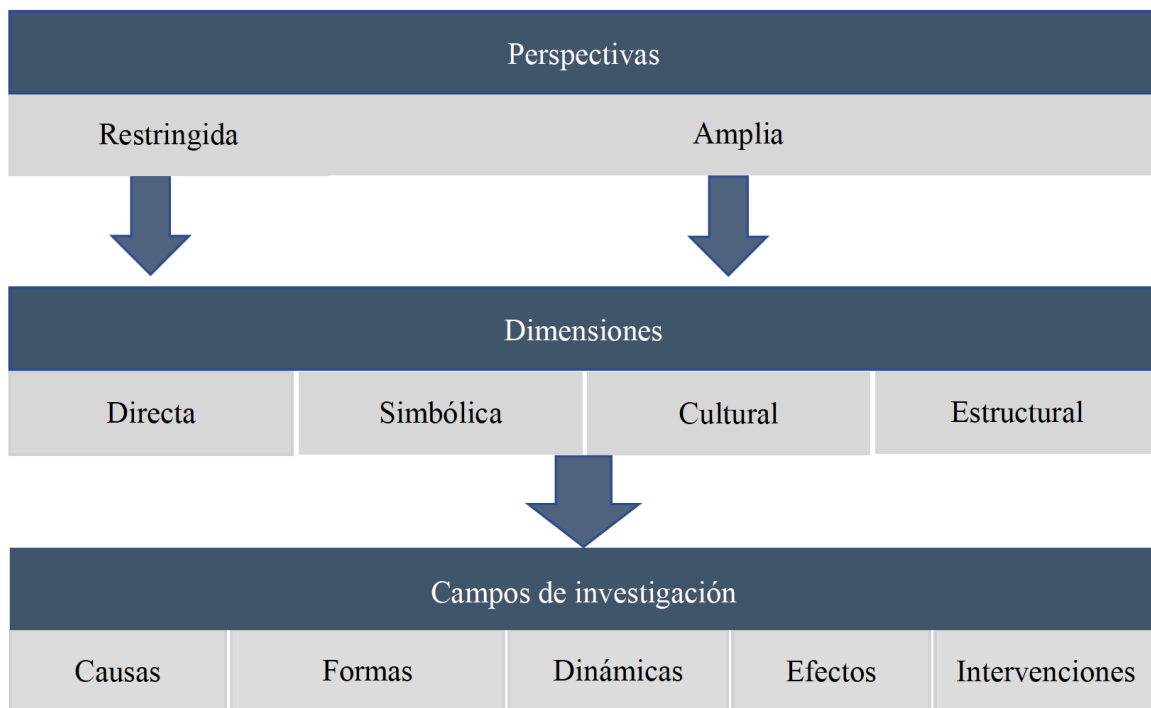 Perspectivas
Restringida
Amplia
Dimensiones
Directa
Simbólica
Cultural
Estructural
Campos de investigación
Causas
Formas
Dinámicas
Efectos
Intervenciones